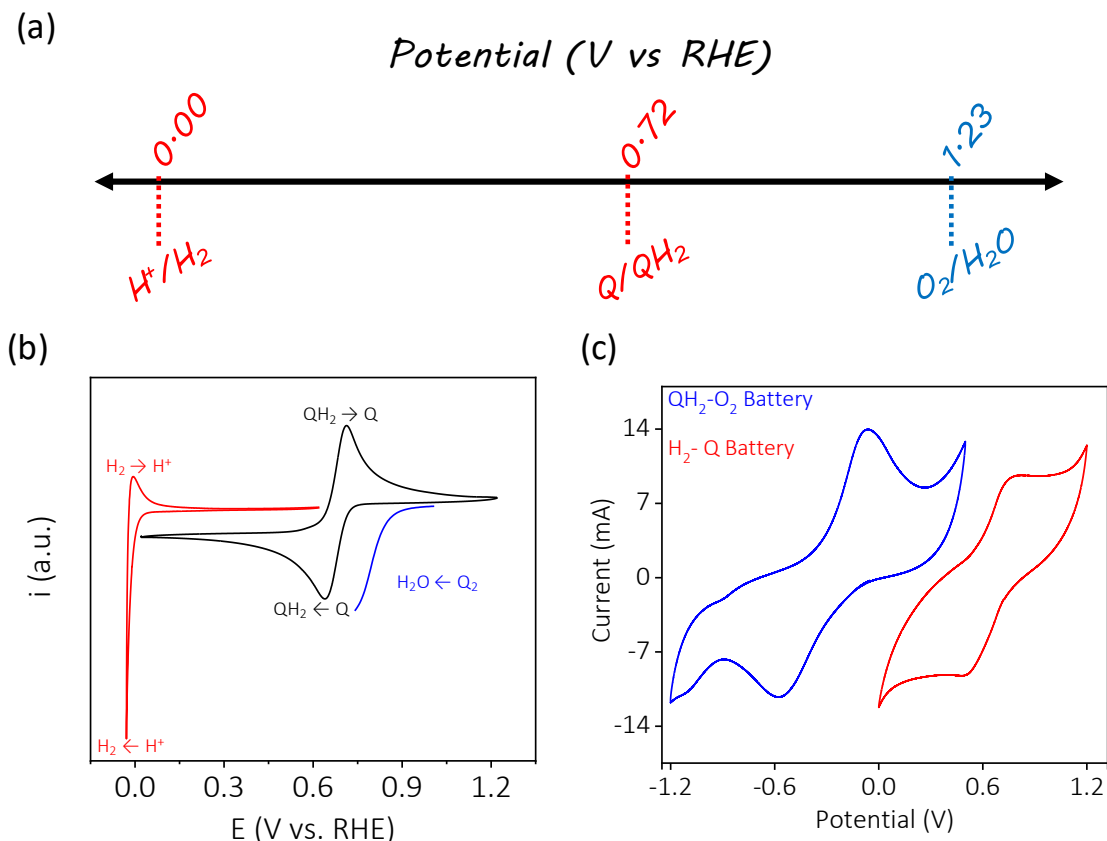 (a)
Potential (V vs RHE)
0.00
0.72
1.23
H⁺/H₂
Q/QH₂
O₂/H₂O
(b)
QH₂ → Q
H₂ → H⁺
H₂O ← Q₂
QH₂ ← Q
H₂ ← H⁺
i (a.u.)
0.0 0.3 0.6 0.9 1.2
E (V vs. RHE)
(c)
QH₂-O₂ Battery
H₂- Q Battery
14
7
0
-7
-14
Current (mA)
-1.2 -0.6 0.0 0.6 1.2
Potential (V)